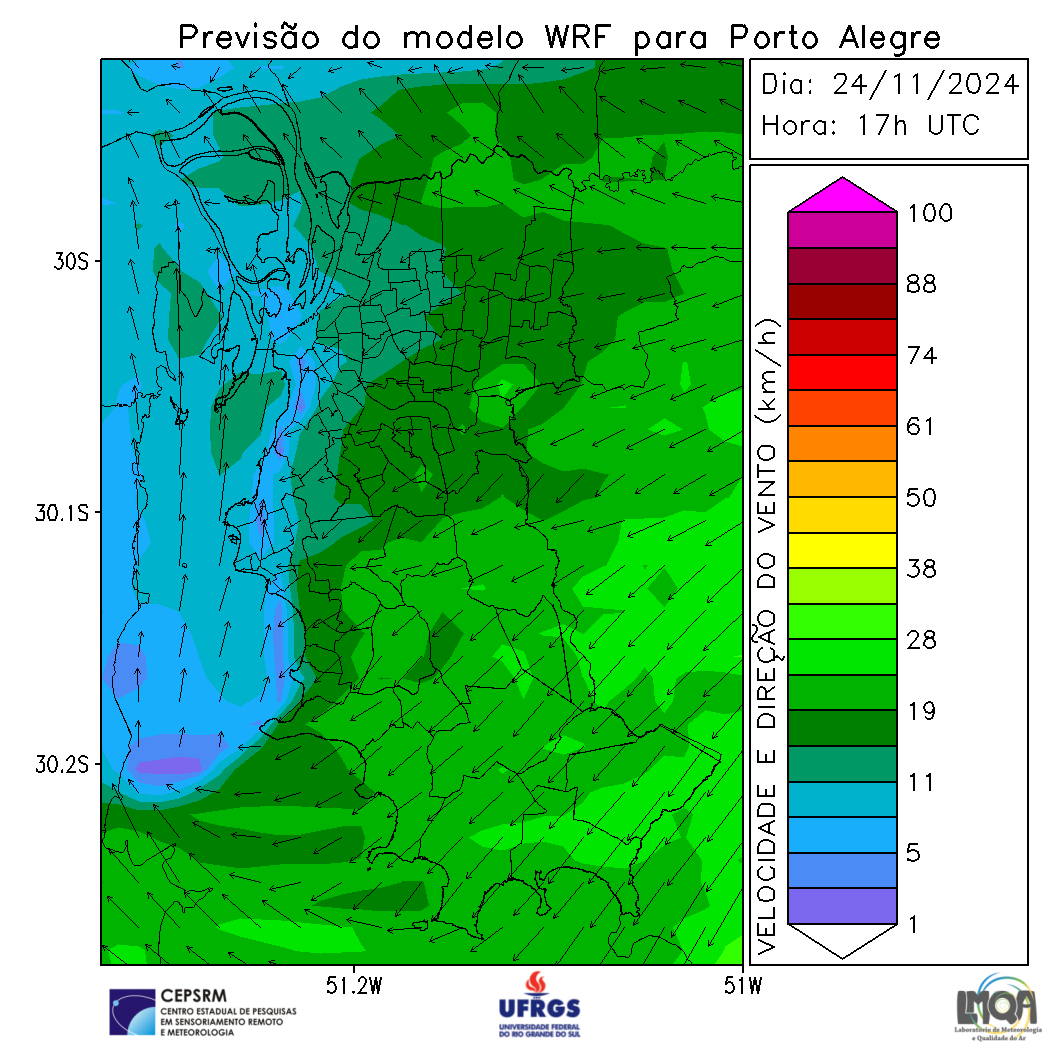 Previsão do modelo WRF para Porto Alegre
Dia: 24/11/2024
Hora: 17h UTC
30S
30.1S
30.2S
51.2W
51W
VELOCIDADE E DIREÇÃO DO VENTO (km/h)
100
88
74
61
50
38
28
19
11
5
1
CEPSRM
CENTRO ESTADUAL DE PESQUISAS
EM SENSORIAMENTO REMOTO
E METEOROLOGIA
UFRGS
UNIVERSIDADE FEDERAL
DO RIO GRANDE DO SUL
LMQA
Laboratório de Meteorologia
e Qualidade do Ar